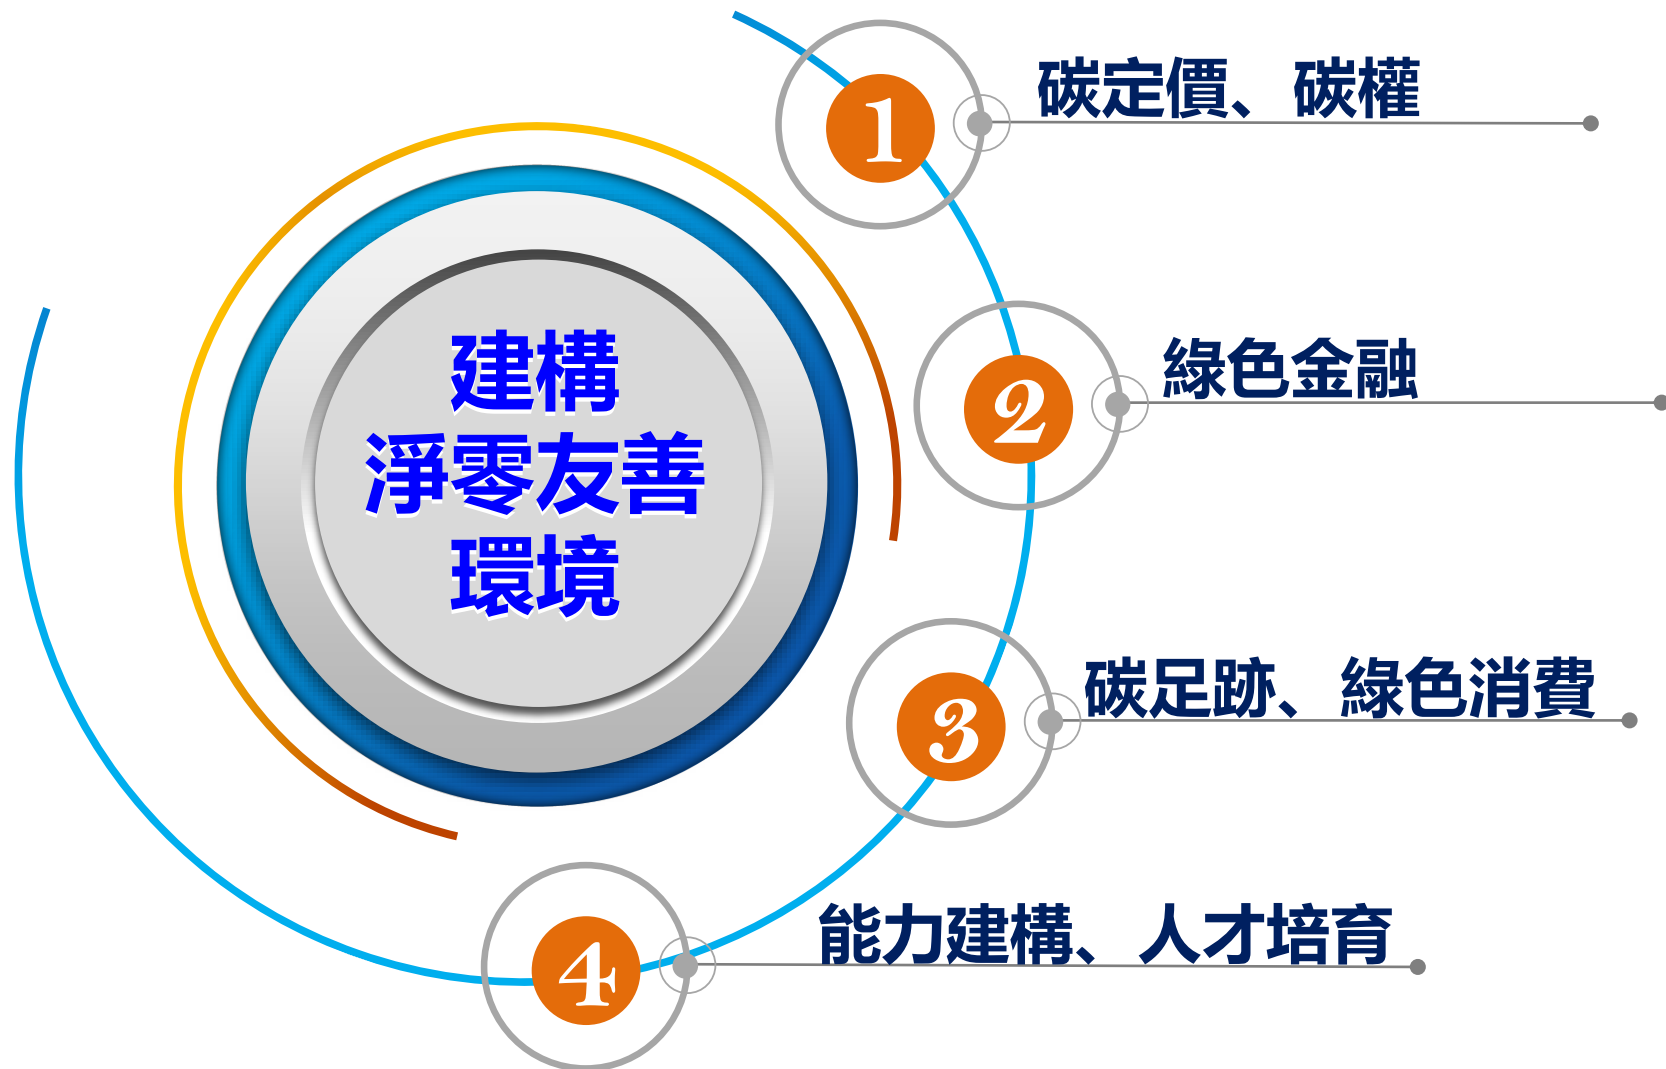 建構
淨零友善
環境
1
碳定價、碳權
2
綠色金融
3
碳足跡、綠色消費
4
能力建構、人才培育